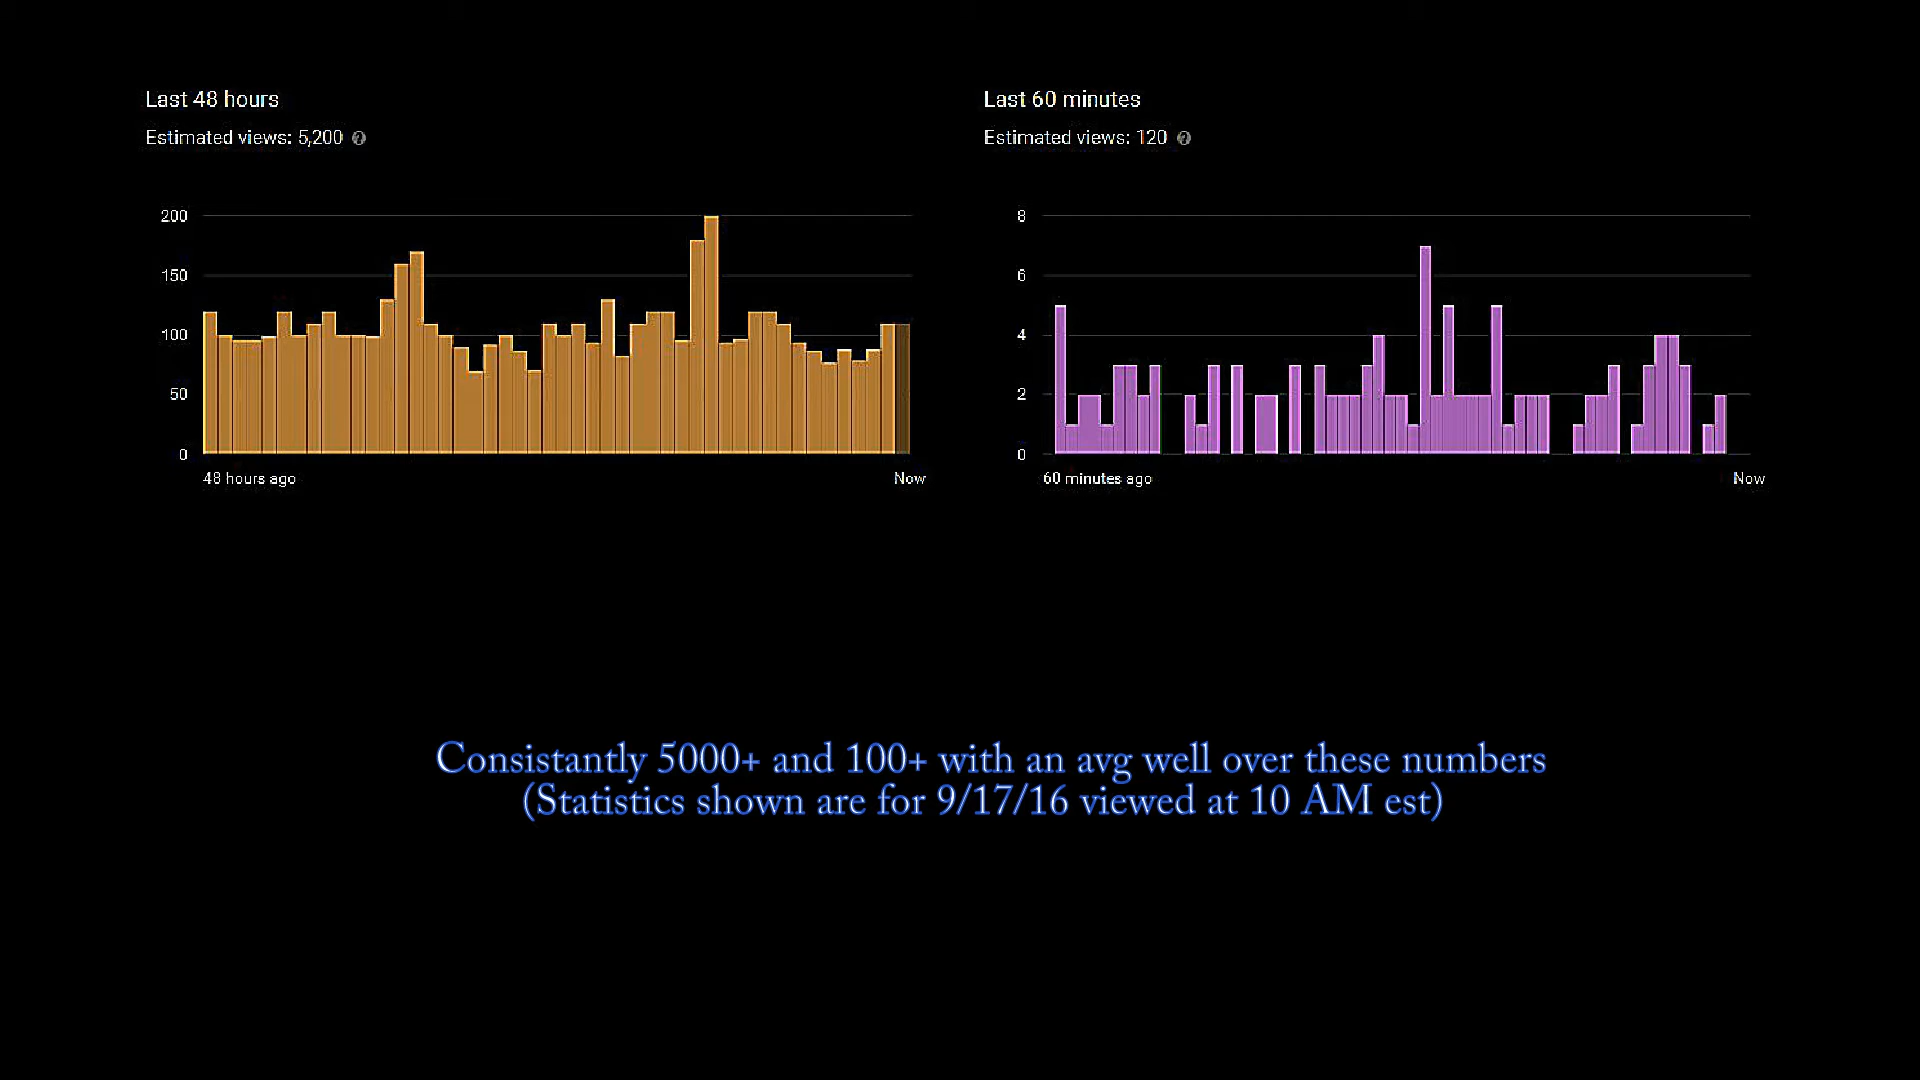 Last 48 hours
Estimated views: 5,200 ?
200
150
100
50
0
48 hours ago
Now
Last 60 minutes
Estimated views: 120 ?
8
6
4
2
0
60 minutes ago
Now
Consistantly 5000+ and 100+ with an avg well over these numbers
(Statistics shown are for 9/17/16 viewed at 10 AM est)